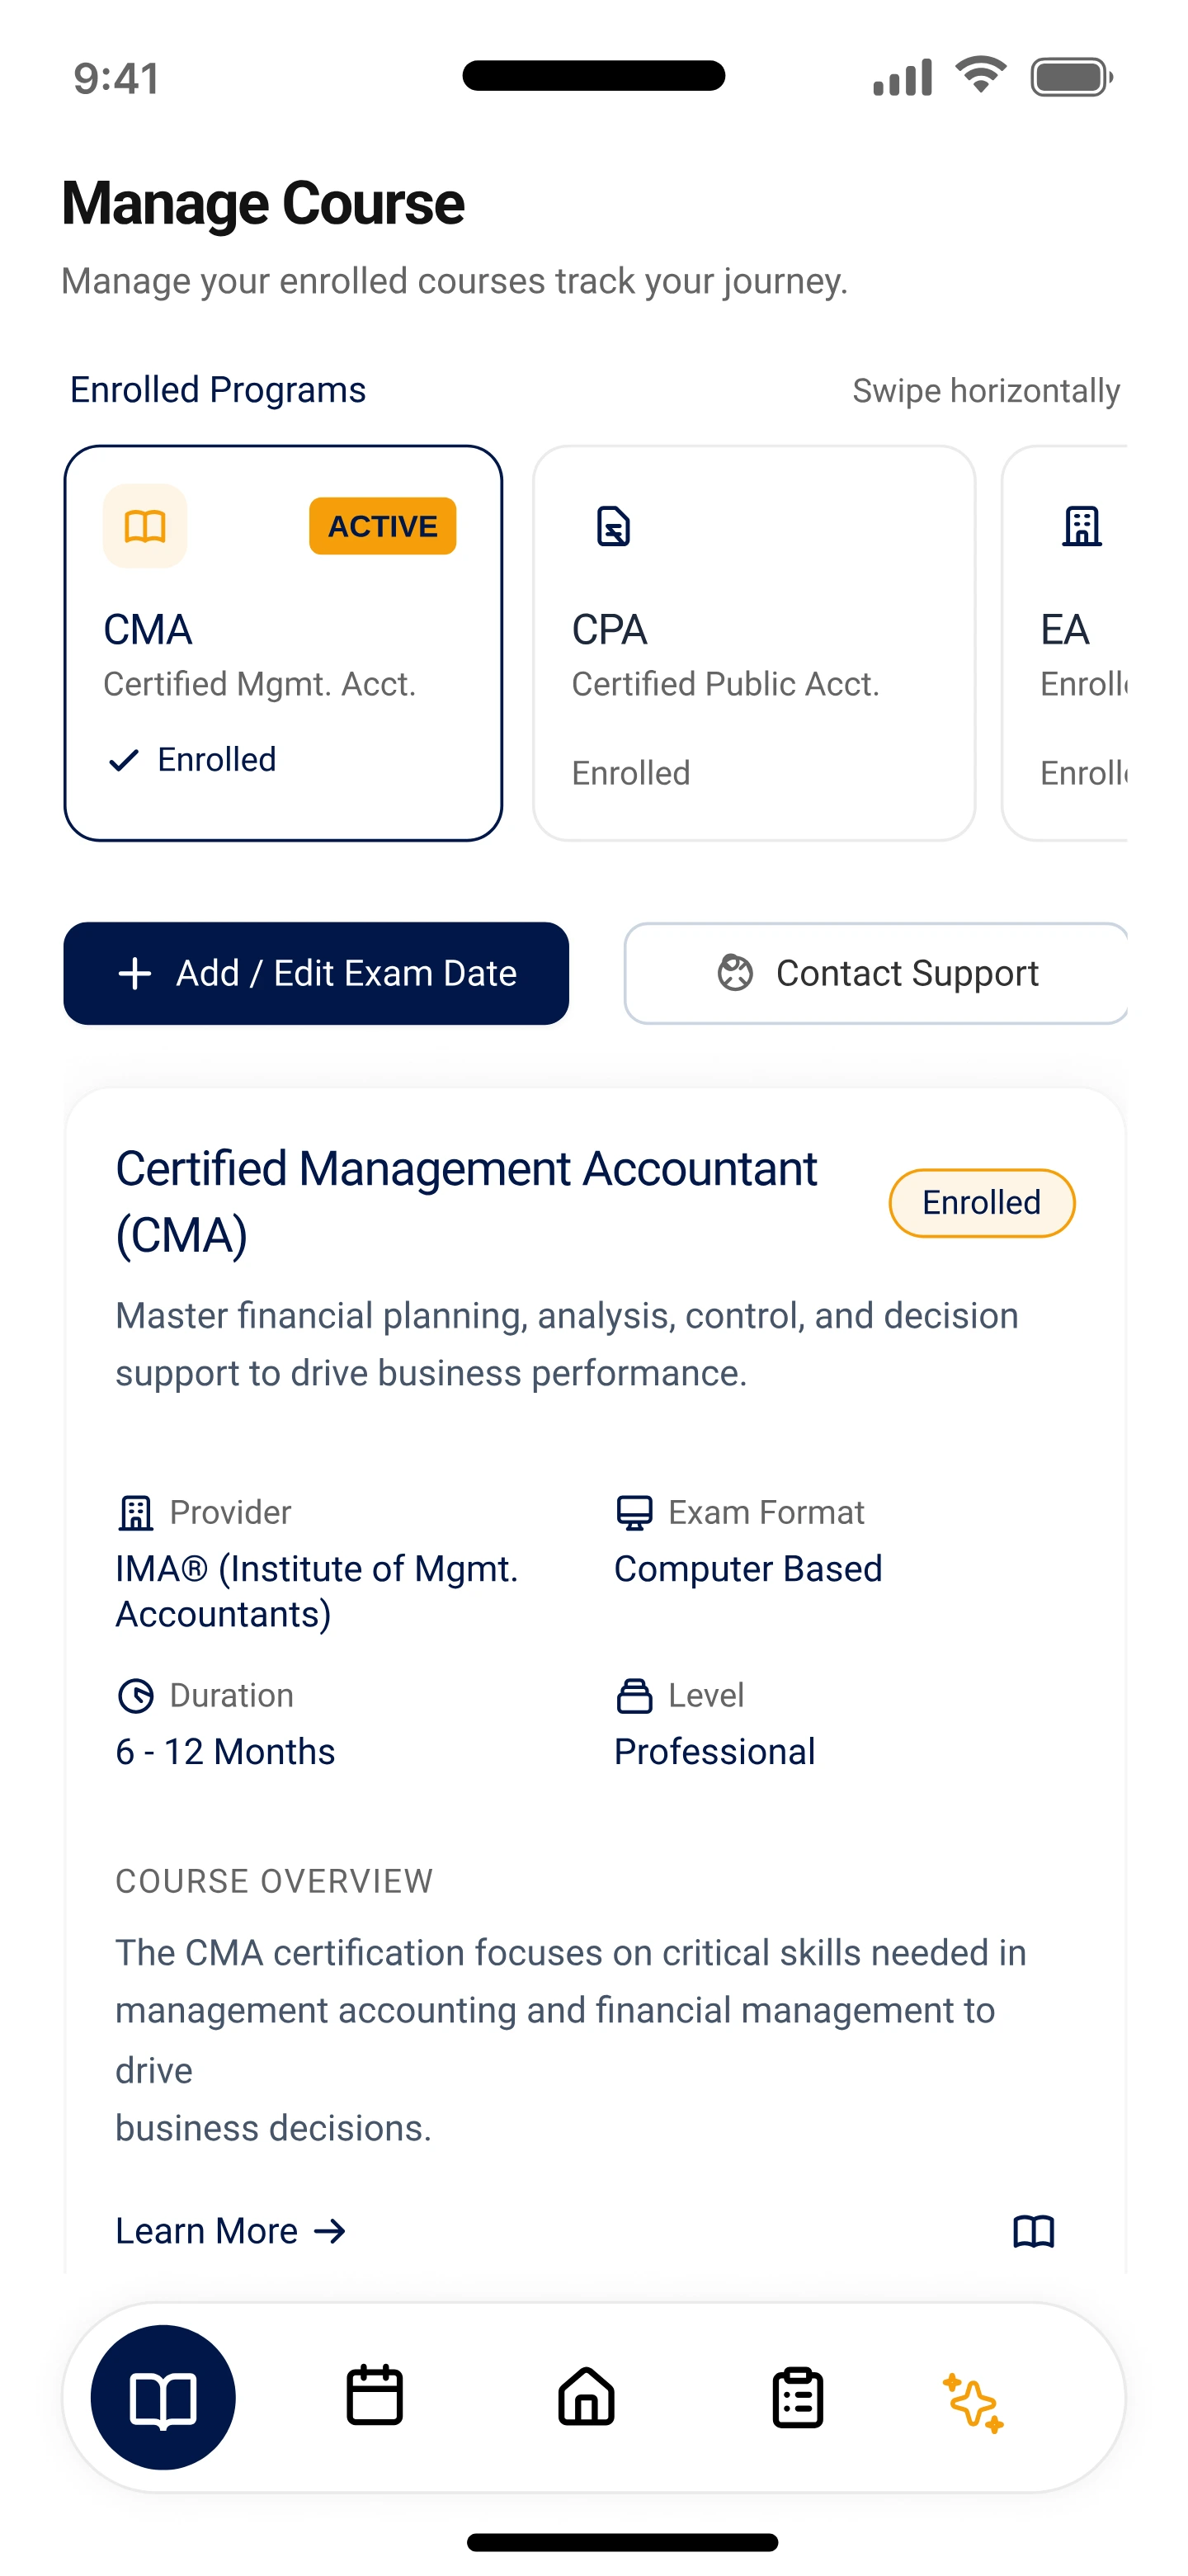 9:41
Manage Course
Manage your enrolled courses track your journey.
Enrolled Programs
Swipe horizontally
ACTIVE
CMA
Certified Mgmt. Acct.
Enrolled
CPA
Certified Public Acct.
Enrolled
EA
Add / Edit Exam Date
Contact Support
Certified Management Accountant
(CMA)
Enrolled
Master financial planning, analysis, control, and decision
support to drive business performance.
Provider
IMA® (Institute of Mgmt.
Accountants)
Exam Format
Computer Based
Duration
6 - 12 Months
Level
Professional
COURSE OVERVIEW
The CMA certification focuses on critical skills needed in
management accounting and financial management to
drive
business decisions.
Learn More →